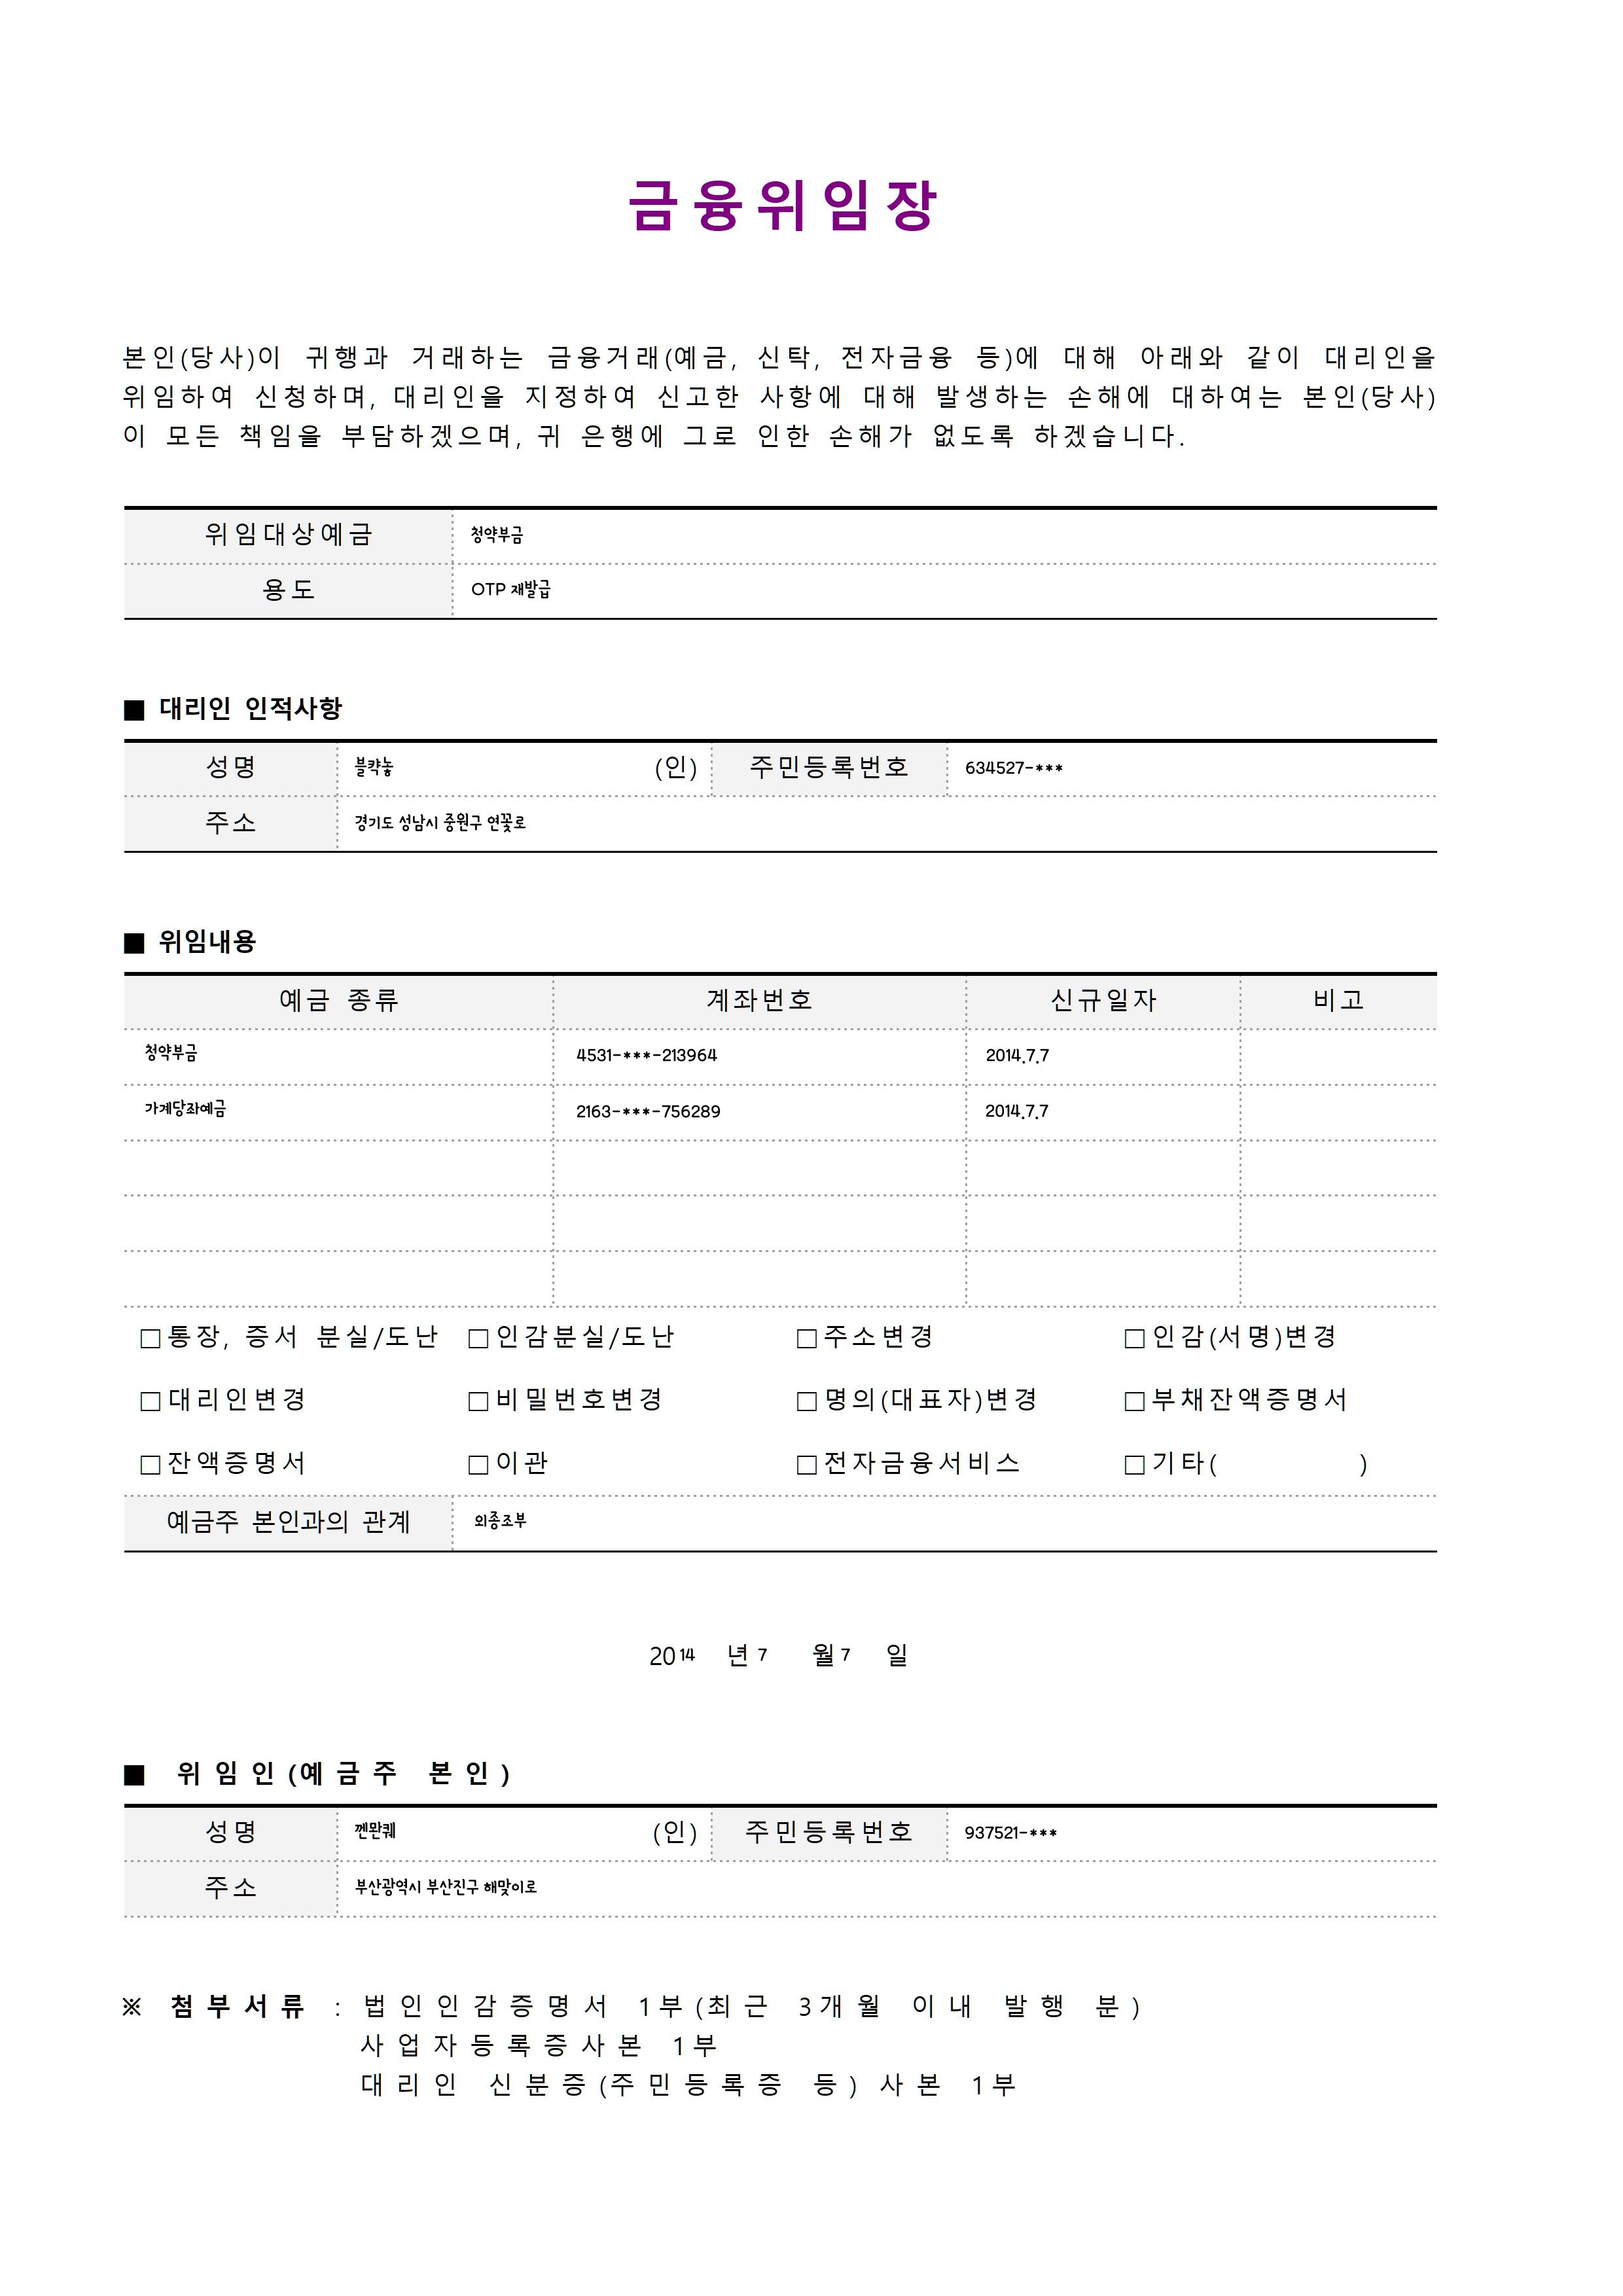 금융위임장
본인(당사)이 귀행과 거래하는 금융거래(예금, 신탁, 전자금융 등)에 대해 아래와 같이 대리인을
위임하여 신청하며, 대리인을 지정하여 신고한 사항에 대해 발생하는 손해에 대하여는 본인(당사)
이 모든 책임을 부담하겠으며, 귀 은행에 그로 인한 손해가 없도록 하겠습니다.
위임대상예금 청약부금
용도 OTP 재발급
■ 대리인 인적사항
성명 블캭놓 (인) 주민등록번호 634527-***
주소 경기도 성남시 중원구 연꽃로
■ 위임내용
예금 종류 계좌번호 신규일자 비고
청약부금 4531-***-213964 2014.7.7
가계당좌예금 2163-***-756289 2014.7.7
□통장, 증서 분실/도난 □인감분실/도난 □주소변경 □인감(서명)변경
□대리인변경 □비밀번호변경 □명의(대표자)변경 □부채잔액증명서
□잔액증명서 □이관 □전자금융서비스 □기타( )
예금주 본인과의 관계 외종조부
2014 년 7 월 7 일
■ 위임인(예금주 본인)
성명 껜뫈퀘 (인) 주민등록번호 937521-***
주소 부산광역시 부산진구 해맞이로
※ 첨부서류 : 법인인감증명서 1부(최근 3개월 이내 발행 분)
사업자등록증사본 1부
대리인 신분증(주민등록증 등) 사본 1부